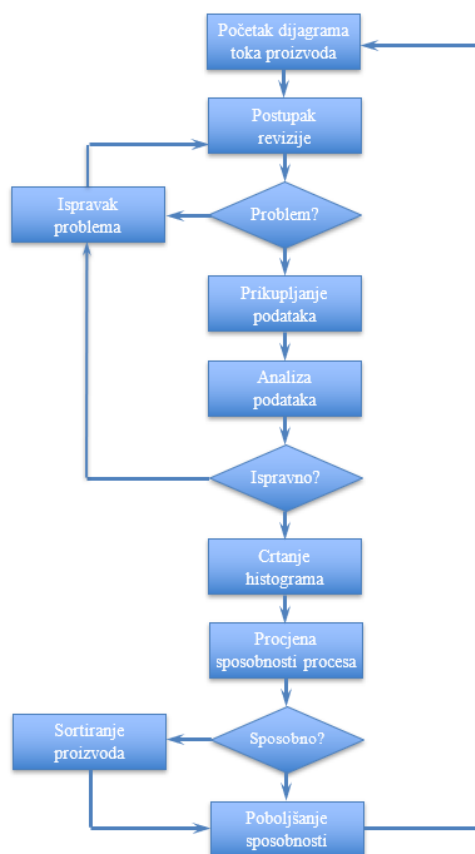 Početak dijagrama
toka proizvoda
Postupak
revizije
Ispravak
problema
Problem?
Prikupljanje
podataka
Analiza
podataka
Ispravno?
Crtanje
histograma
Procjena
sposobnosti procesa
Sortiranje
proizvoda
Sposobno?
Poboljšanje
sposobnosti